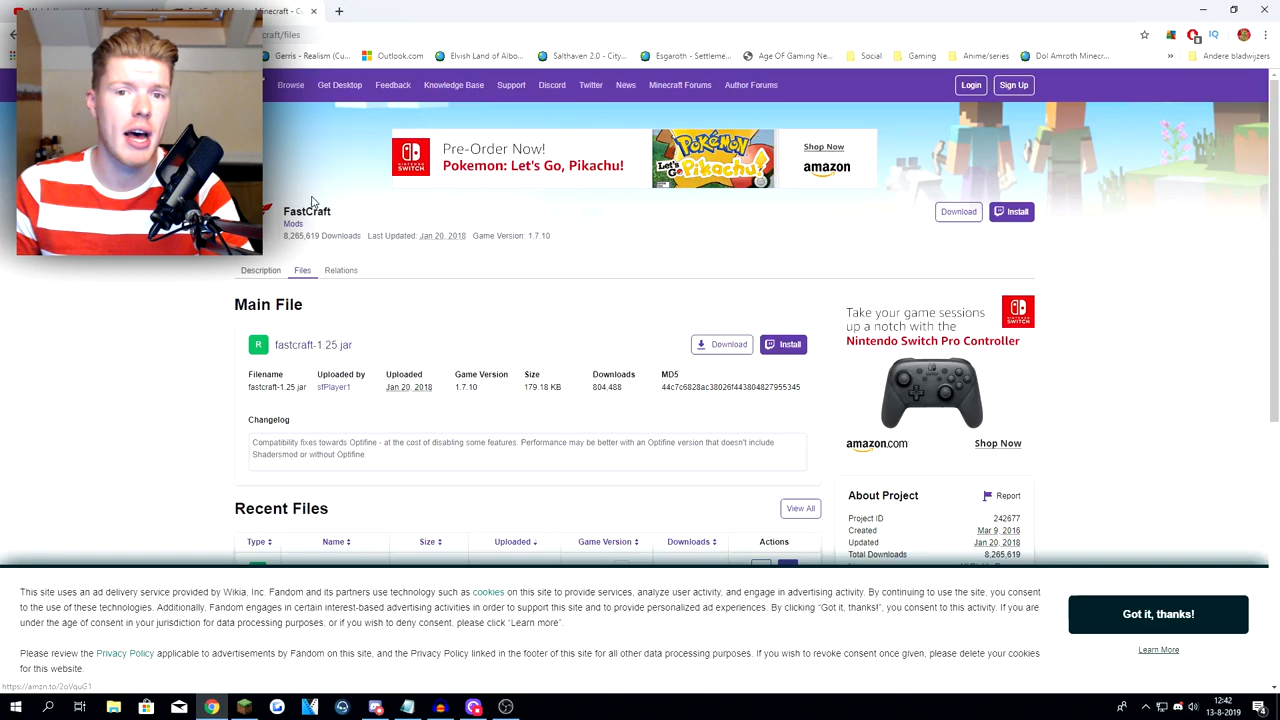 craft/files
Gerris - Realism (Cu...
Outlook.com
Elvish Land of Albo...
Salthaven 2.0 - City...
Esgaroth - Settleme...
Age OF Gaming Ne...
Social
Gaming
Anime/series
Dol Amroth Minecr...
»
Andere bladwijzers
Browse
Get Desktop
Feedback
Knowledge Base
Support
Discord
Twitter
News
Minecraft Forums
Author Forums
Login
Sign Up
Pre-Order Now!
Pokemon: Let's Go, Pikachu!
NINTENDO SWITCH
POKÉMON
Let's Go Pikachu!
Shop Now
amazon
FastCraft
Mods
8,265,619 Downloads Last Updated: Jan 20, 2018 Game Version: 1.7.10
Download
Install
Description
Files
Relations
Main File
R
fastcraft-1.25.jar
Download
Install
Filename Uploaded by Uploaded Game Version Size Downloads MD5
fastcraft-1.25.jar sfPlayer1 Jan 20, 2018 1.7.10 179.18 KB 804,488 44c7c6828ac38026f443804827955345
Changelog
Compatibility fixes towards Optifine - at the cost of disabling some features. Performance may be better with an Optifine version that doesn't include
Shadersmod or without Optifine
Recent Files
View All
Type Name Size Uploaded Game Version Downloads Actions
Take your game sessions
up a notch with the
Nintendo Switch Pro Controller
NINTENDO SWITCH
amazon.com
Shop Now
About Project
Report
Project ID 242677
Created Mar 9, 2016
Updated Jan 20, 2018
Total Downloads 8,265,619
This site uses an ad delivery service provided by Wikia, Inc. Fandom and its partners use technology such as cookies on this site to provide services, analyze user activity, and engage in advertising activity. By continuing to use the site, you consent
to the use of these technologies. Additionally, Fandom engages in certain interest-based advertising activities in order to support this site and to provide personalized ad experiences. By clicking “Got it, thanks!”, you consent to this activity. If you are
under the age of consent in your jurisdiction for data processing purposes, or if you wish to deny consent, please click “Learn more”.
Please review the Privacy Policy applicable to advertisements by Fandom on this site, and the Privacy Policy linked in the footer of this site for all other data processing purposes. If you wish to revoke consent once given, please delete your cookies
for this website.
Got it, thanks!
Learn More
https://amzn.to/2oVquG1
12:42
13-8-2019